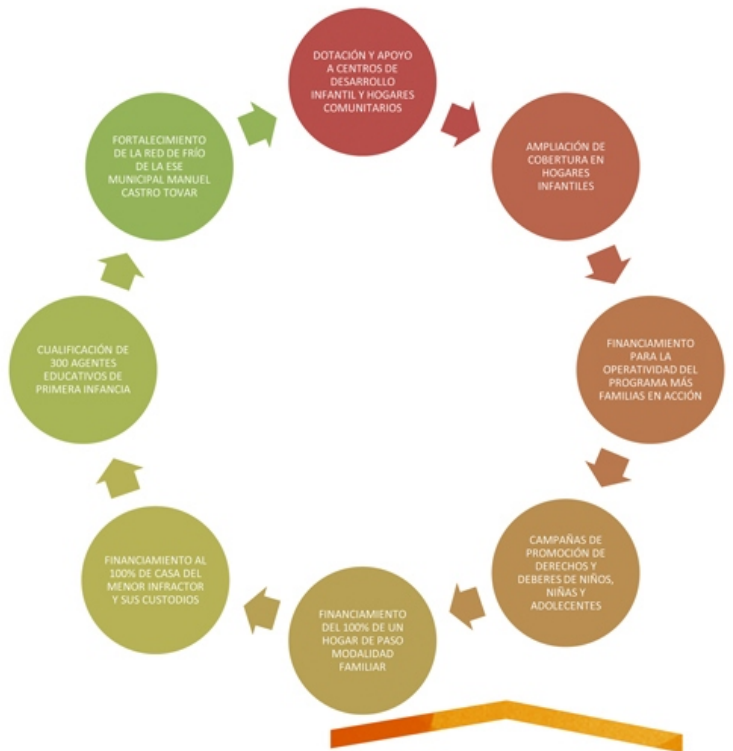 DOTACIÓN Y APOYO
A CENTROS DE
DESARROLLO
INFANTIL Y HOGARES
COMUNITARIOS
AMPLIACIÓN DE
COBERTURA EN
HOGARES
INFANTILES
FINANCIAMIENTO
PARA LA
OPERATIVIDAD DEL
PROGRAMA MÁS
FAMILIAS EN ACCIÓN
CAMPAÑAS DE
PROMOCIÓN DE
DERECHOS Y
DEBERES DE NIÑOS,
NIÑAS Y
ADOLECENTES
FINANCIAMIENTO
DEL 100% DE UN
HOGAR DE PASO
MODALIDAD
FAMILIAR
FINANCIAMIENTO AL
100% DE CASA DEL
MENOR INFRACTOR
Y SUS CUSTODIOS
CUALIFICACIÓN DE
300 AGENTES
EDUCATIVOS DE
PRIMERA INFANCIA
FORTALECIMIENTO
DE LA RED DE FRÍO
DE LA ESE
MUNICIPAL MANUEL
CASTRO TOVAR